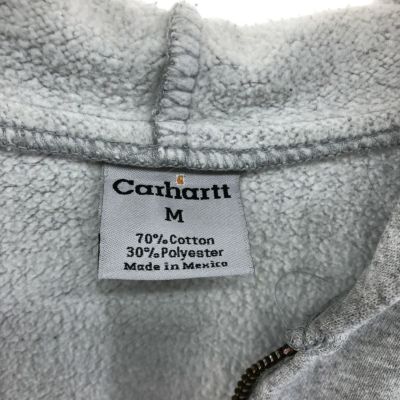 Carhartt
M
70% Cotton
30% Polyester
Made in Mexico